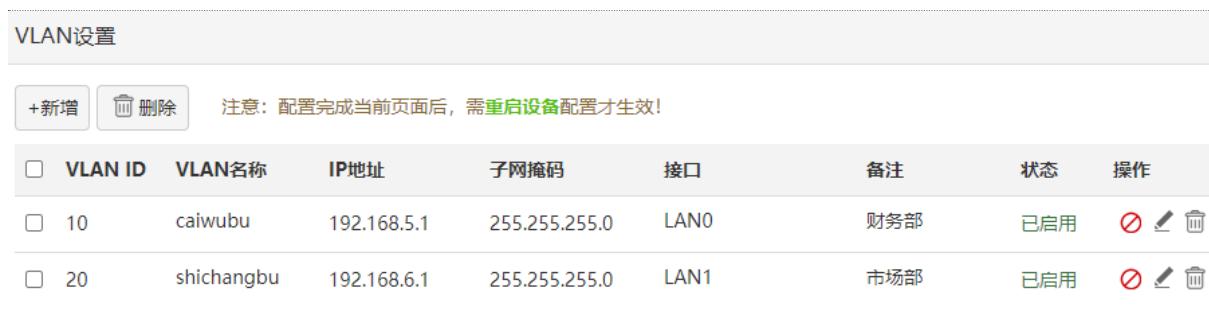 VLAN设置
+新增 删除 注意：配置完成当前页面后，需重启设备配置才生效！
VLAN ID VLAN名称 IP地址 子网掩码 接口 备注 状态 操作
10 caiwubu 192.168.5.1 255.255.255.0 LAN0 财务部 已启用
20 shichangbu 192.168.6.1 255.255.255.0 LAN1 市场部 已启用